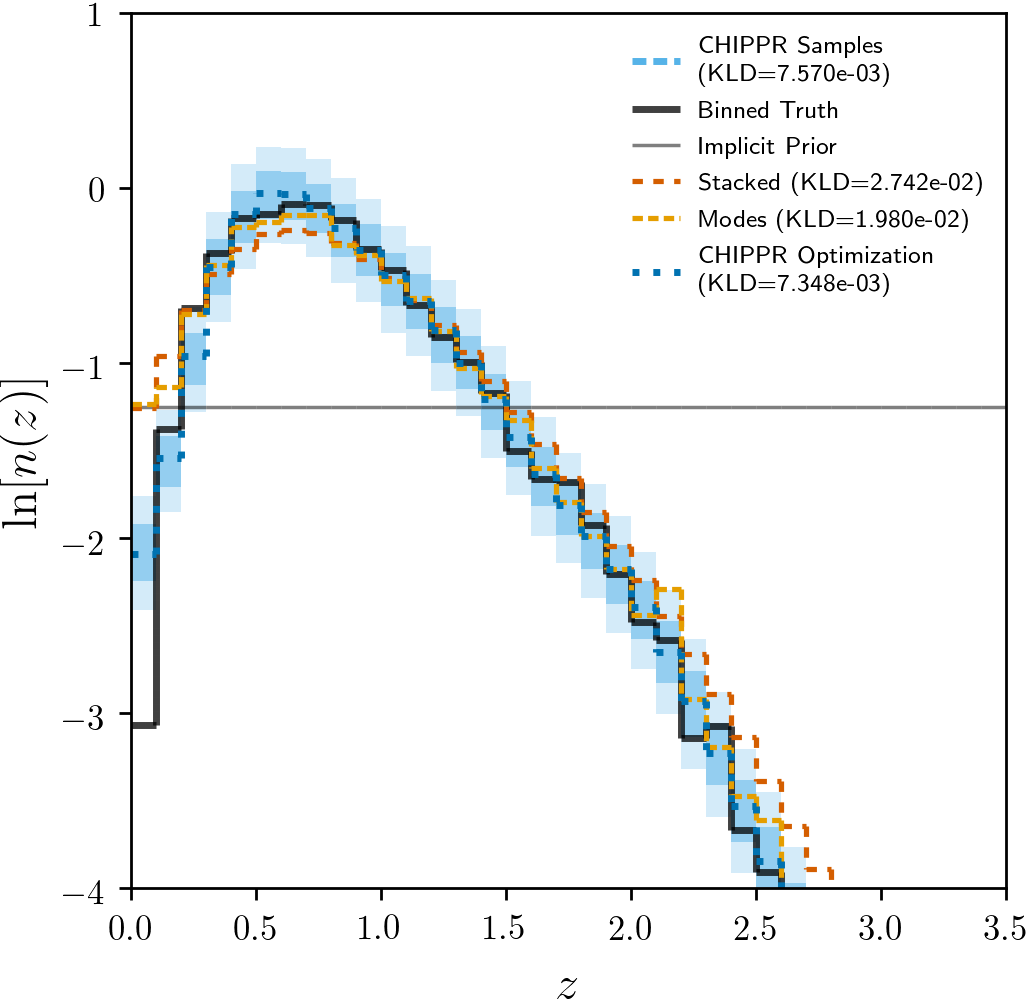 CHIPPR Samples
(KLD=7.570e-03)
Binned Truth
Implicit Prior
Stacked (KLD=2.742e-02)
Modes (KLD=1.980e-02)
CHIPPR Optimization
(KLD=7.348e-03)
1
0
−1
−2
−3
−4
ln[n(z)]
0.0 0.5 1.0 1.5 2.0 2.5 3.0 3.5
z